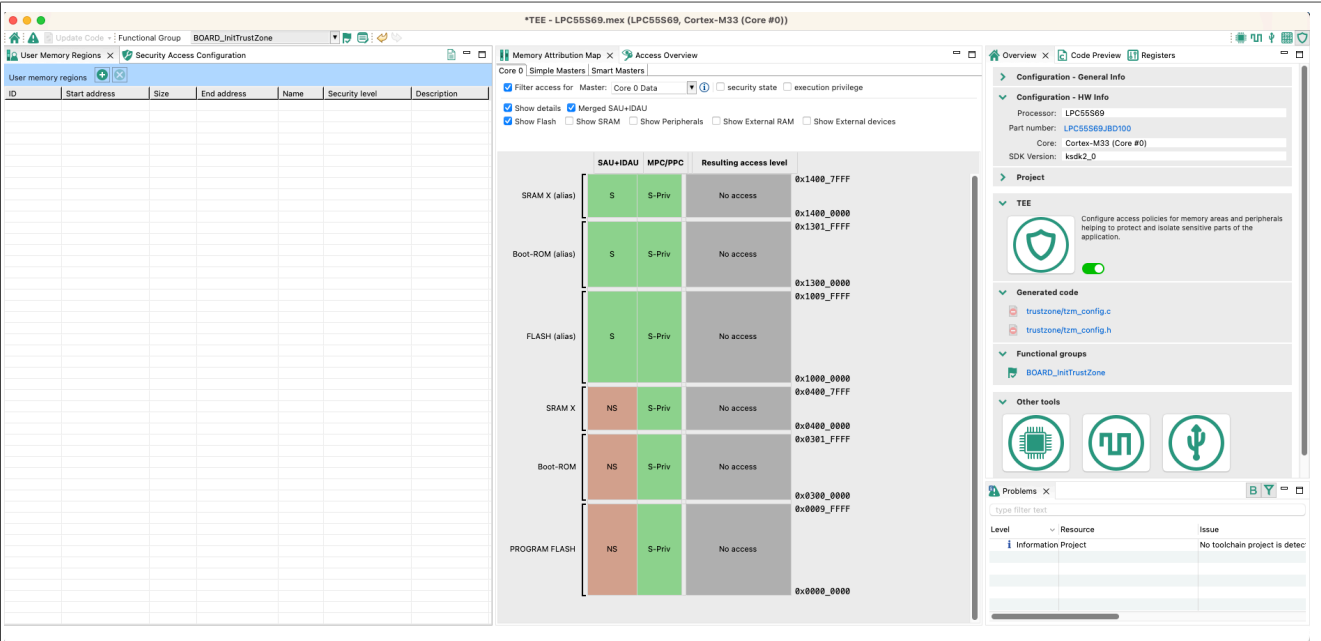 *TEE - LPC55S69.mex (LPC55S69, Cortex-M33 (Core #0))
Update Code Functional Group BOARD_InitTrustZone
User Memory Regions Security Access Configuration
User memory regions
ID Start address Size End address Name Security level Description
Memory Attribution Map Access Overview
Core 0 Simple Masters Smart Masters
Filter access for Master: Core 0 Data security state execution privilege
Show details Merged SAU+IDAU
Show Flash Show SRAM Show Peripherals Show External RAM Show External devices
SAU+IDAU MPC/PPC Resulting access level
0x1400_7FFF
SRAM X (alias) S S-Priv No access
0x1400_0000
0x1301_FFFF
Boot-ROM (alias) S S-Priv No access
0x1300_0000
0x1009_FFFF
FLASH (alias) S S-Priv No access
0x1000_0000
0x0400_7FFF
SRAM X NS S-Priv No access
0x0400_0000
0x0301_FFFF
Boot-ROM NS S-Priv No access
0x0300_0000
0x0009_FFFF
PROGRAM FLASH NS S-Priv No access
0x0000_0000
Overview Code Preview Registers
Configuration - General Info
Configuration - HW Info
Processor: LPC55S69
Part number: LPC55S69JBD100
Core: Cortex-M33 (Core #0)
SDK Version: ksdk2_0
Project
TEE
Configure access policies for memory areas and peripherals
helping to protect and isolate sensitive parts of the
application.
Generated code
trustzone/tzm_config.c
trustzone/tzm_config.h
Functional groups
BOARD_InitTrustZone
Other tools
Problems
B
type filter text
Level Resource Issue
Information Project No toolchain project is detec